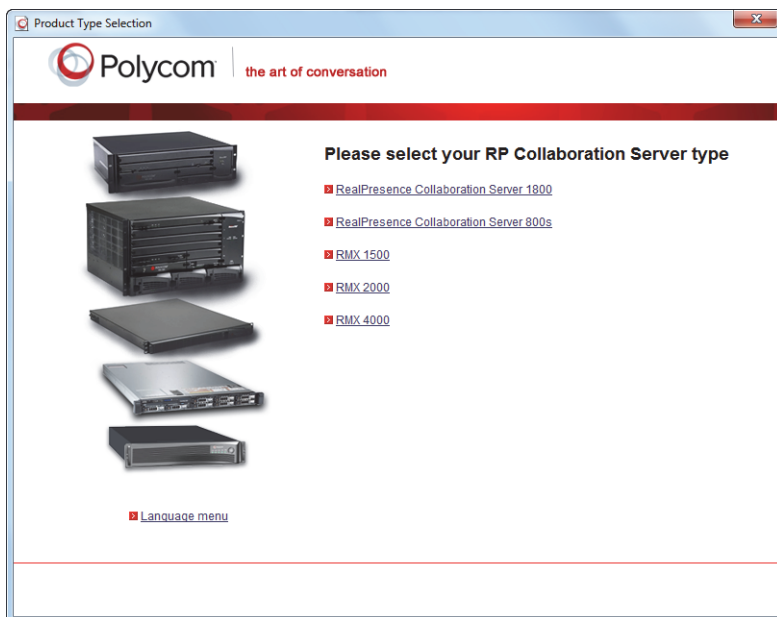 Product Type Selection
Polycom
the art of conversation
Please select your RP Collaboration Server type
RealPresence Collaboration Server 1800
RealPresence Collaboration Server 800s
RMX 1500
RMX 2000
RMX 4000
Language menu